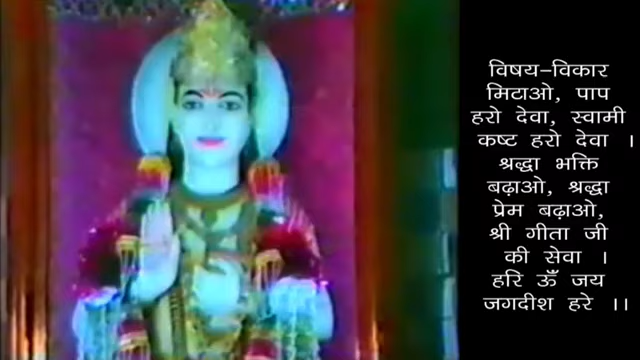 विषय-विकार
मिटाओ, पाप
हरो देवा, स्वामी
कष्ट हरो देवा ।
श्रद्धा भक्ति
बढ़ाओ, श्रद्धा
प्रेम बढ़ाओ,
श्री गीता जी
की सेवा ।
हरि ऊँ जय
जगदीश हरे ।।